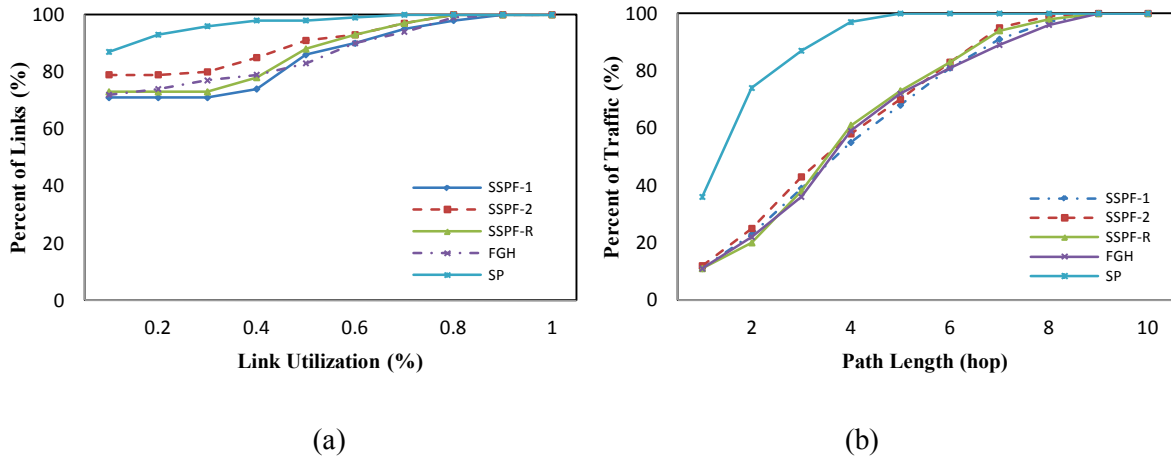 100
80
60
40
20
0
Percent of Links (%)
SSPF-1
SSPF-2
SSPF-R
FGH
SP
0.2
0.4
0.6
0.8
1
Link Utilization (%)
(a)
100
80
60
40
20
0
Percent of Traffic (%)
SSPF-1
SSPF-2
SSPF-R
FGH
SP
2
4
6
8
10
Path Length (hop)
(b)